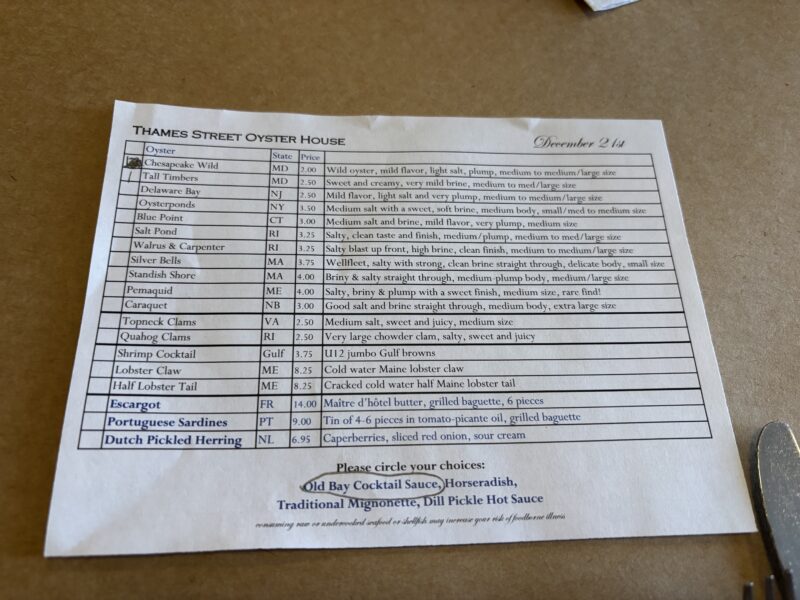 THAMES STREET OYSTER HOUSE December 21st
Oyster State Price
Chesapeake Wild MD 2.00 Wild oyster, mild flavor, light salt, plump, medium to medium/large size
1 Tall Timbers MD 2.50 Sweet and creamy, very mild brine, medium to med/large size
Delaware Bay NJ 2.50 Mild flavor, light salt and very plump, medium to medium/large size
Oysterponds NY 3.50 Medium salt with a sweet, soft brine, medium body, small/med to medium size
Blue Point CT 3.00 Medium salt and brine, mild flavor, very plump, medium size
Salt Pond RI 3.25 Salty, clean taste and finish, medium/plump, medium to med/large size
Walrus & Carpenter RI 3.25 Salty blast up front, high brine, clean finish, medium to medium/large size
Silver Bells MA 3.75 Wellfleet, salty with strong, clean brine straight through, delicate body, small size
Standish Shore MA 4.00 Briny & salty straight through, medium-plump body, medium/large size
Pemaquid ME 4.00 Salty, briny & plump with a sweet finish, medium size, rare find!
Caraquet NB 3.00 Good salt and brine straight through, medium body, extra large size
Topneck Clams VA 2.50 Medium salt, sweet and juicy, medium size
Quahog Clams RI 2.50 Very large chowder clam, salty, sweet and juicy
Shrimp Cocktail Gulf 3.75 U12 jumbo Gulf browns
Lobster Claw ME 8.25 Cold water Maine lobster claw
Half Lobster Tail ME 8.25 Cracked cold water half Maine lobster tail
Escargot FR 14.00 Maître d'hôtel butter, grilled baguette, 6 pieces
Portuguese Sardines PT 9.00 Tin of 4-6 pieces in tomato-picante oil, grilled baguette
Dutch Pickled Herring NL 6.95 Caperberries, sliced red onion, sour cream
Please circle your choices:
Old Bay Cocktail Sauce, Horseradish,
Traditional Mignonette, Dill Pickle Hot Sauce
consuming raw or undercooked seafood or shellfish may increase your risk of foodborne illness